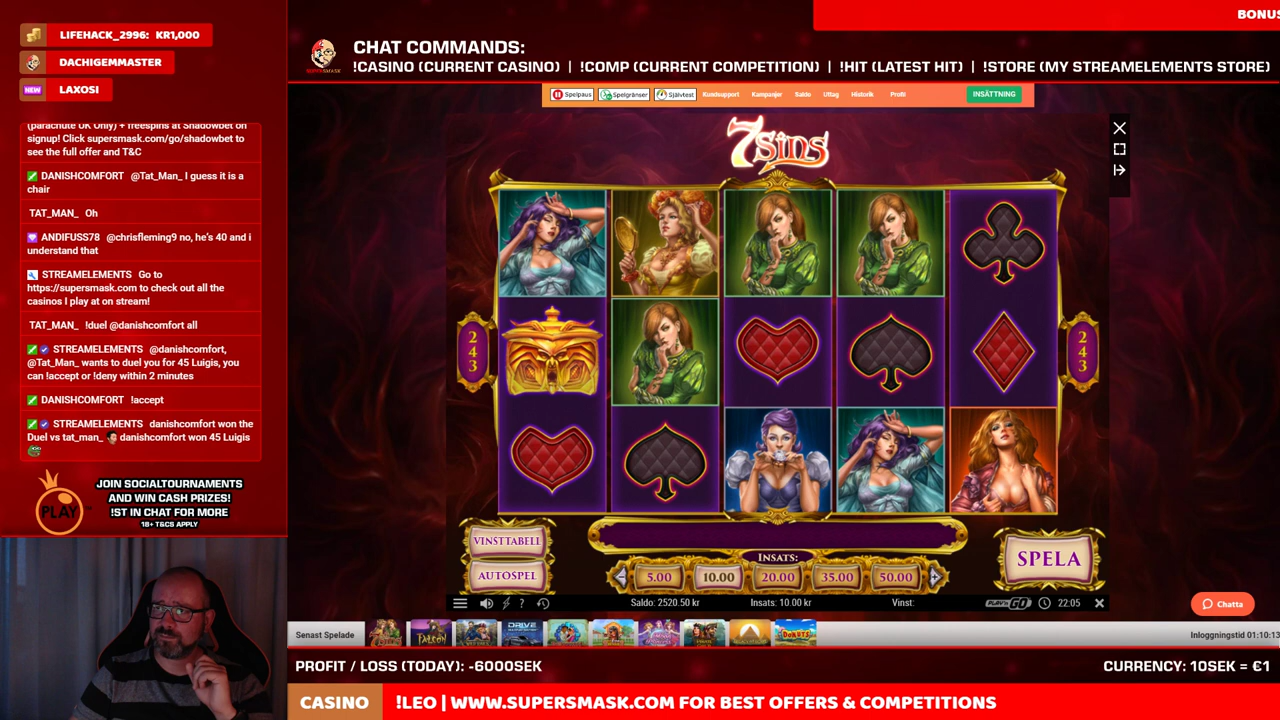 LIFEHACK_2996: KR1,000
DACHIGEMMASTER
NEW LAXOSI
(parachute UK Only) + freespins at Shadowbet on
signup! Click supersmask.com/go/shadowbet to
see the full offer and T&C
DANISHCOMFORT @Tat_Man_ I guess it is a
chair
TAT_MAN_ Oh
ANDIFUSS78 @chrisfleming9 no, he's 40 and i
understand that
STREAMELEMENTS Go to
https://supersmask.com to check out all the
casinos I play at on stream!
TAT_MAN_ !duel @danishcomfort all
STREAMELEMENTS @danishcomfort,
@Tat_Man_ wants to duel you for 45 Luigis, you
can !accept or !deny within 2 minutes
DANISHCOMFORT !accept
STREAMELEMENTS danishcomfort won the
Duel vs tat_man_ danishcomfort won 45 Luigis
PLAY
JOIN SOCIALTOURNAMENTS
AND WIN CASH PRIZES!
!ST IN CHAT FOR MORE
18+ T&CS APPLY
BONUS
SUPERSMASK
CHAT COMMANDS:
!CASINO (CURRENT CASINO) | !COMP (CURRENT COMPETITION) | !HIT (LATEST HIT) | !STORE (MY STREAMELEMENTS STORE)
Spelpaus Spelgränser Självtest Kundsupport Kampanjer Saldo Uttag Historik Profil INSÄTTNING
7 Sins
243
243
VINSTTABELL
AUTOSPEL
INSATS:
5.00 10.00 20.00 35.00 50.00
SPELA
? Saldo: 2520.50 kr Insats: 10.00 kr Vinst: PLAY'n GO 22:05
Chatta
Senast Spelade
DRIVE
DONUTS
Inloggningstid 01:10:13
PROFIT / LOSS (TODAY): -6000SEK
CURRENCY: 10SEK = €1
CASINO !LEO | WWW.SUPERSMASK.COM FOR BEST OFFERS & COMPETITIONS